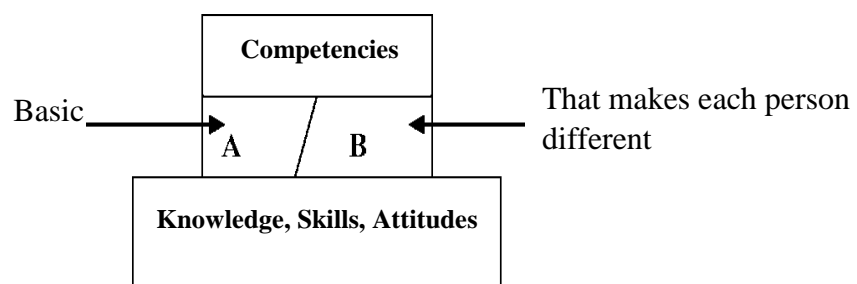 Competencies
Basic
That makes each person
different
A
B
Knowledge, Skills, Attitudes